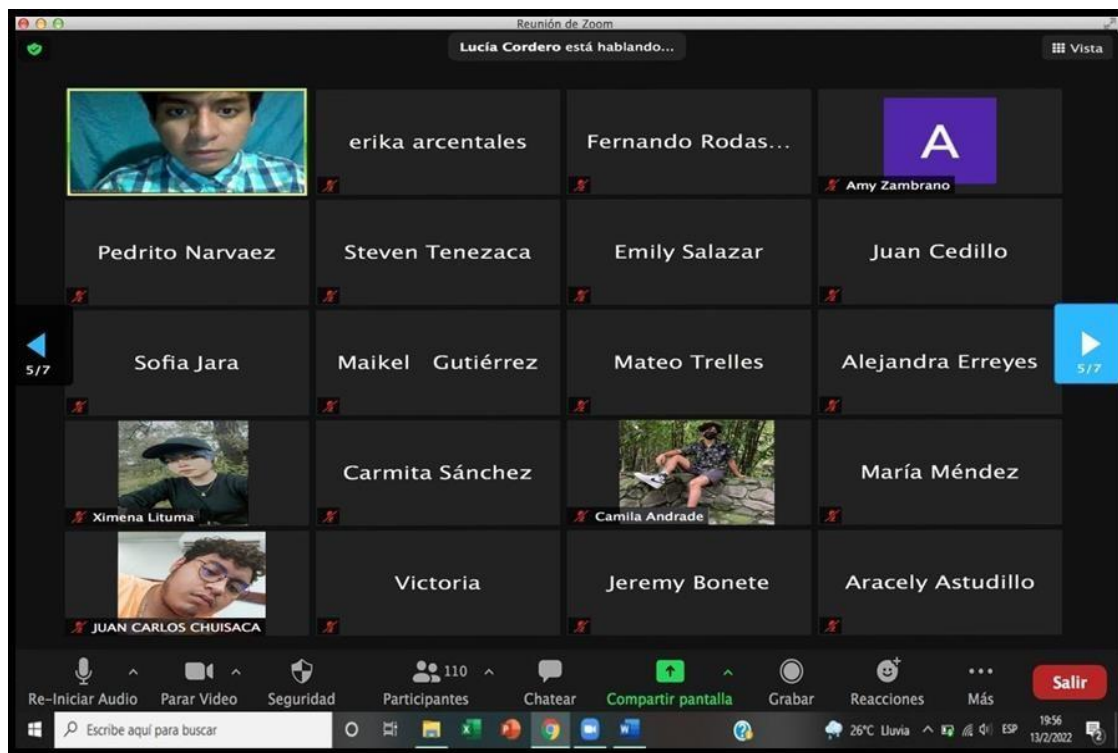 Reunión de Zoom
Lucía Cordero está hablando...
Vista
erika arcentales
Fernando Rodas...
A
Amy Zambrano
Pedrito Narvaez
Steven Tenezaca
Emily Salazar
Juan Cedillo
5/7
Sofia Jara
Maikel Gutiérrez
Mateo Trelles
Alejandra Erreyes
5/7
Ximena Lituma
Carmita Sánchez
Camila Andrade
María Méndez
JUAN CARLOS CHUISACA
Victoria
Jeremy Bonete
Aracely Astudillo
110
Re-Iniciar Audio
Parar Video
Seguridad
Participantes
Chatear
Compartir pantalla
Grabar
Reacciones
Más
Salir
Escribe aquí para buscar
26°C Lluvia
ESP
19:56
13/2/2022
2